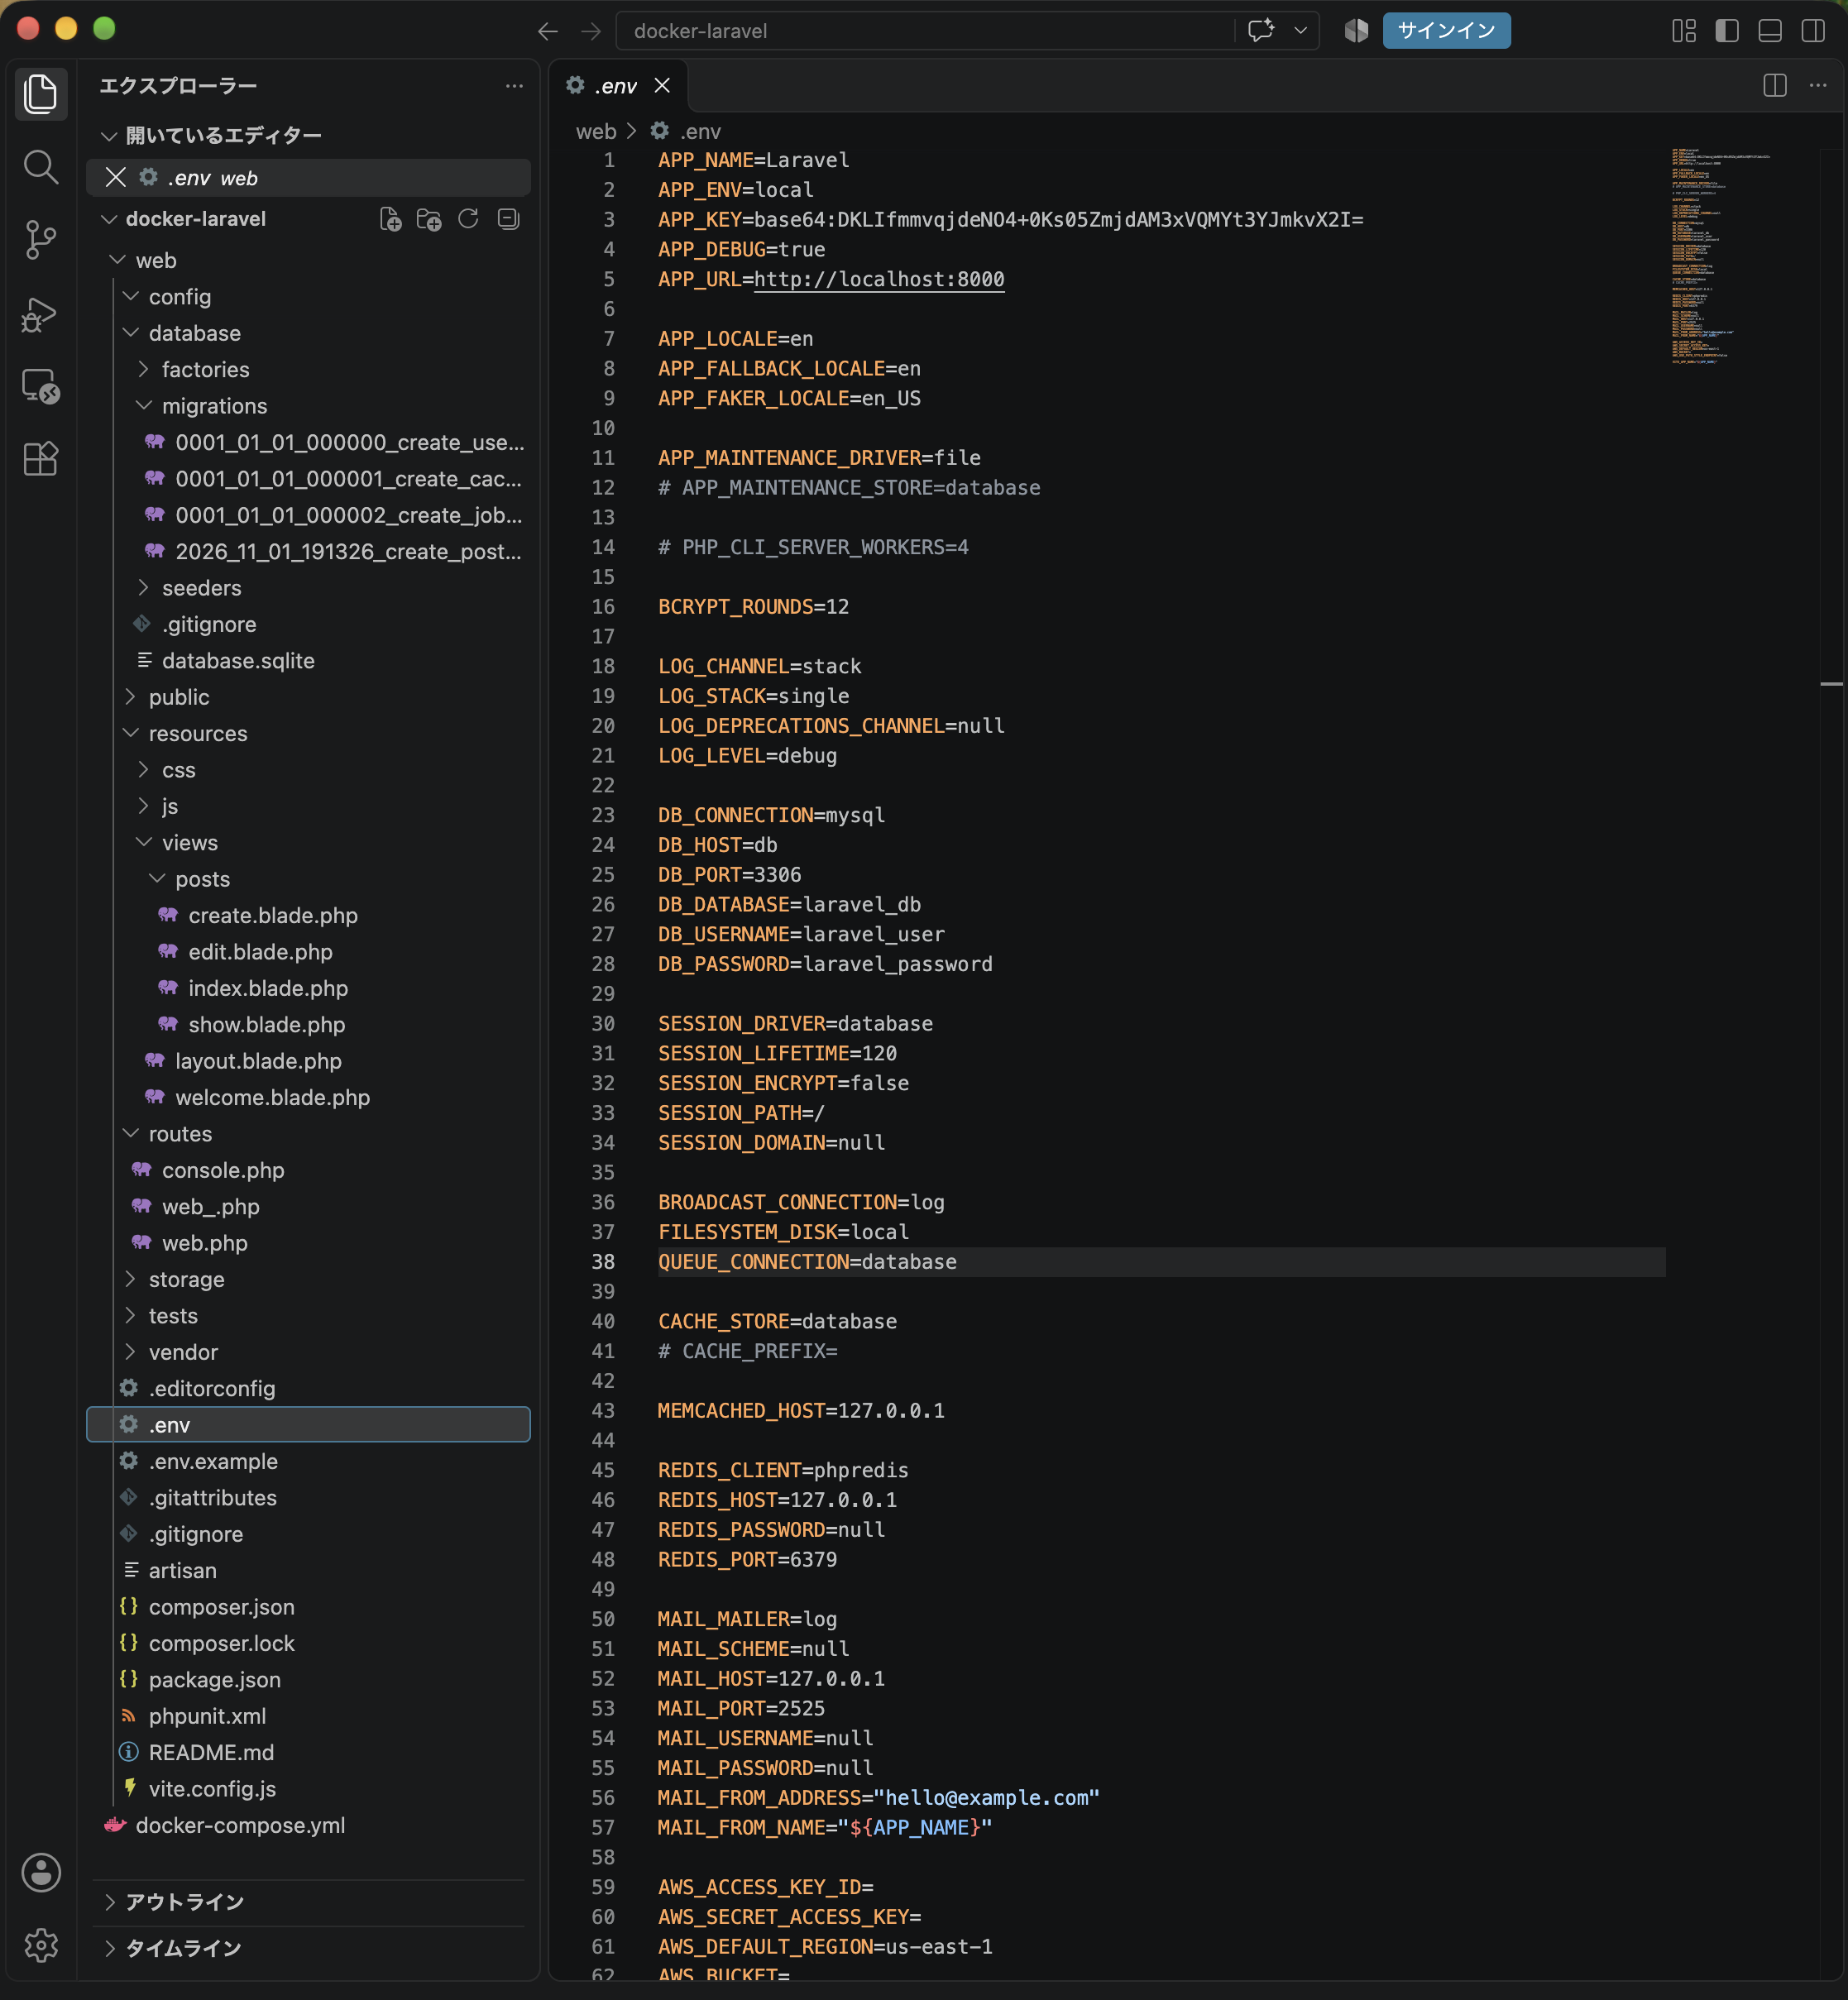 docker-laravel
サインイン
エクスプローラー
開いているエディター
.env web
docker-laravel
web
config
database
factories
migrations
0001_01_01_000000_create_use...
0001_01_01_000001_create_cac...
0001_01_01_000002_create_job...
2026_11_01_191326_create_post...
seeders
.gitignore
database.sqlite
public
resources
css
js
views
posts
create.blade.php
edit.blade.php
index.blade.php
show.blade.php
layout.blade.php
welcome.blade.php
routes
console.php
web_.php
web.php
storage
tests
vendor
.editorconfig
.env
.env.example
.gitattributes
.gitignore
artisan
composer.json
composer.lock
package.json
phpunit.xml
README.md
vite.config.js
docker-compose.yml
アウトライン
タイムライン
.env
web > .env
1 APP_NAME=Laravel
2 APP_ENV=local
3 APP_KEY=base64:DKLIfmmvqjdeNO4+0Ks05ZmjdAM3xVQMYt3YJmkvX2I=
4 APP_DEBUG=true
5 APP_URL=http://localhost:8000
6
7 APP_LOCALE=en
8 APP_FALLBACK_LOCALE=en
9 APP_FAKER_LOCALE=en_US
10
11 APP_MAINTENANCE_DRIVER=file
12 # APP_MAINTENANCE_STORE=database
13
14 # PHP_CLI_SERVER_WORKERS=4
15
16 BCRYPT_ROUNDS=12
17
18 LOG_CHANNEL=stack
19 LOG_STACK=single
20 LOG_DEPRECATIONS_CHANNEL=null
21 LOG_LEVEL=debug
22
23 DB_CONNECTION=mysql
24 DB_HOST=db
25 DB_PORT=3306
26 DB_DATABASE=laravel_db
27 DB_USERNAME=laravel_user
28 DB_PASSWORD=laravel_password
29
30 SESSION_DRIVER=database
31 SESSION_LIFETIME=120
32 SESSION_ENCRYPT=false
33 SESSION_PATH=/
34 SESSION_DOMAIN=null
35
36 BROADCAST_CONNECTION=log
37 FILESYSTEM_DISK=local
38 QUEUE_CONNECTION=database
39
40 CACHE_STORE=database
41 # CACHE_PREFIX=
42
43 MEMCACHED_HOST=127.0.0.1
44
45 REDIS_CLIENT=phpredis
46 REDIS_HOST=127.0.0.1
47 REDIS_PASSWORD=null
48 REDIS_PORT=6379
49
50 MAIL_MAILER=log
51 MAIL_SCHEME=null
52 MAIL_HOST=127.0.0.1
53 MAIL_PORT=2525
54 MAIL_USERNAME=null
55 MAIL_PASSWORD=null
56 MAIL_FROM_ADDRESS="hello@example.com"
57 MAIL_FROM_NAME="${APP_NAME}"
58
59 AWS_ACCESS_KEY_ID=
60 AWS_SECRET_ACCESS_KEY=
61 AWS_DEFAULT_REGION=us-east-1
62 AWS_BUCKET=